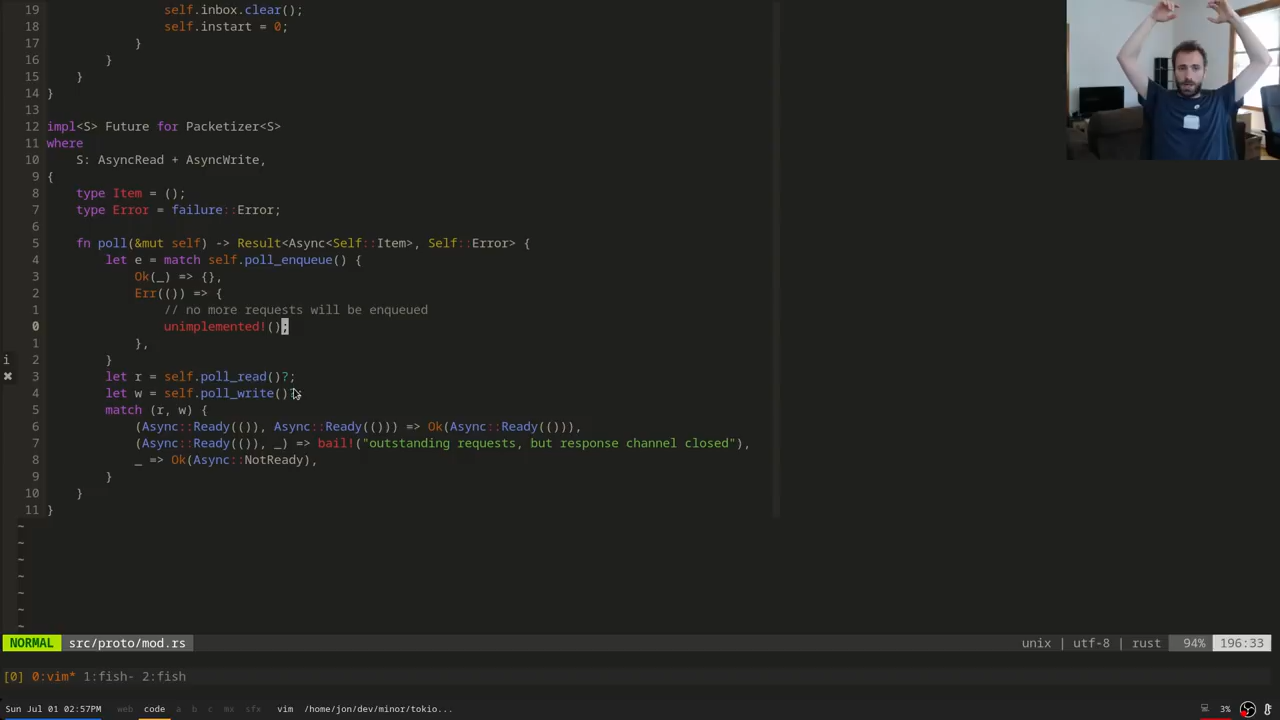 19                 self.inbox.clear();
18                 self.instart = 0;
17             }
16         }
15     }
14 }
13
12 impl<S> Future for Packetizer<S>
11 where
10     S: AsyncRead + AsyncWrite,
9 {
8     type Item = ();
7     type Error = failure::Error;
6
5     fn poll(&mut self) -> Result<Async<Self::Item>, Self::Error> {
4         let e = match self.poll_enqueue() {
3             Ok(_) => {},
2             Err(()) => {
1                 // no more requests will be enqueued
0                 unimplemented!();
1             },
i 2         }
✖ 3         let r = self.poll_read()?;
4         let w = self.poll_write()?;
5         match (r, w) {
6             (Async::Ready(()), Async::Ready(())) => Ok(Async::Ready(())),
7             (Async::Ready(()), _) => bail!("outstanding requests, but response channel closed"),
8             _ => Ok(Async::NotReady),
9         }
10     }
11 }
~
~
~
~
~
~
~
NORMAL src/proto/mod.rs unix | utf-8 | rust 94% 196:33
[0] 0:vim* 1:fish- 2:fish
Sun Jul 01 02:57PM web code a b c mx sfx vim /home/jon/dev/minor/tokio... 3%